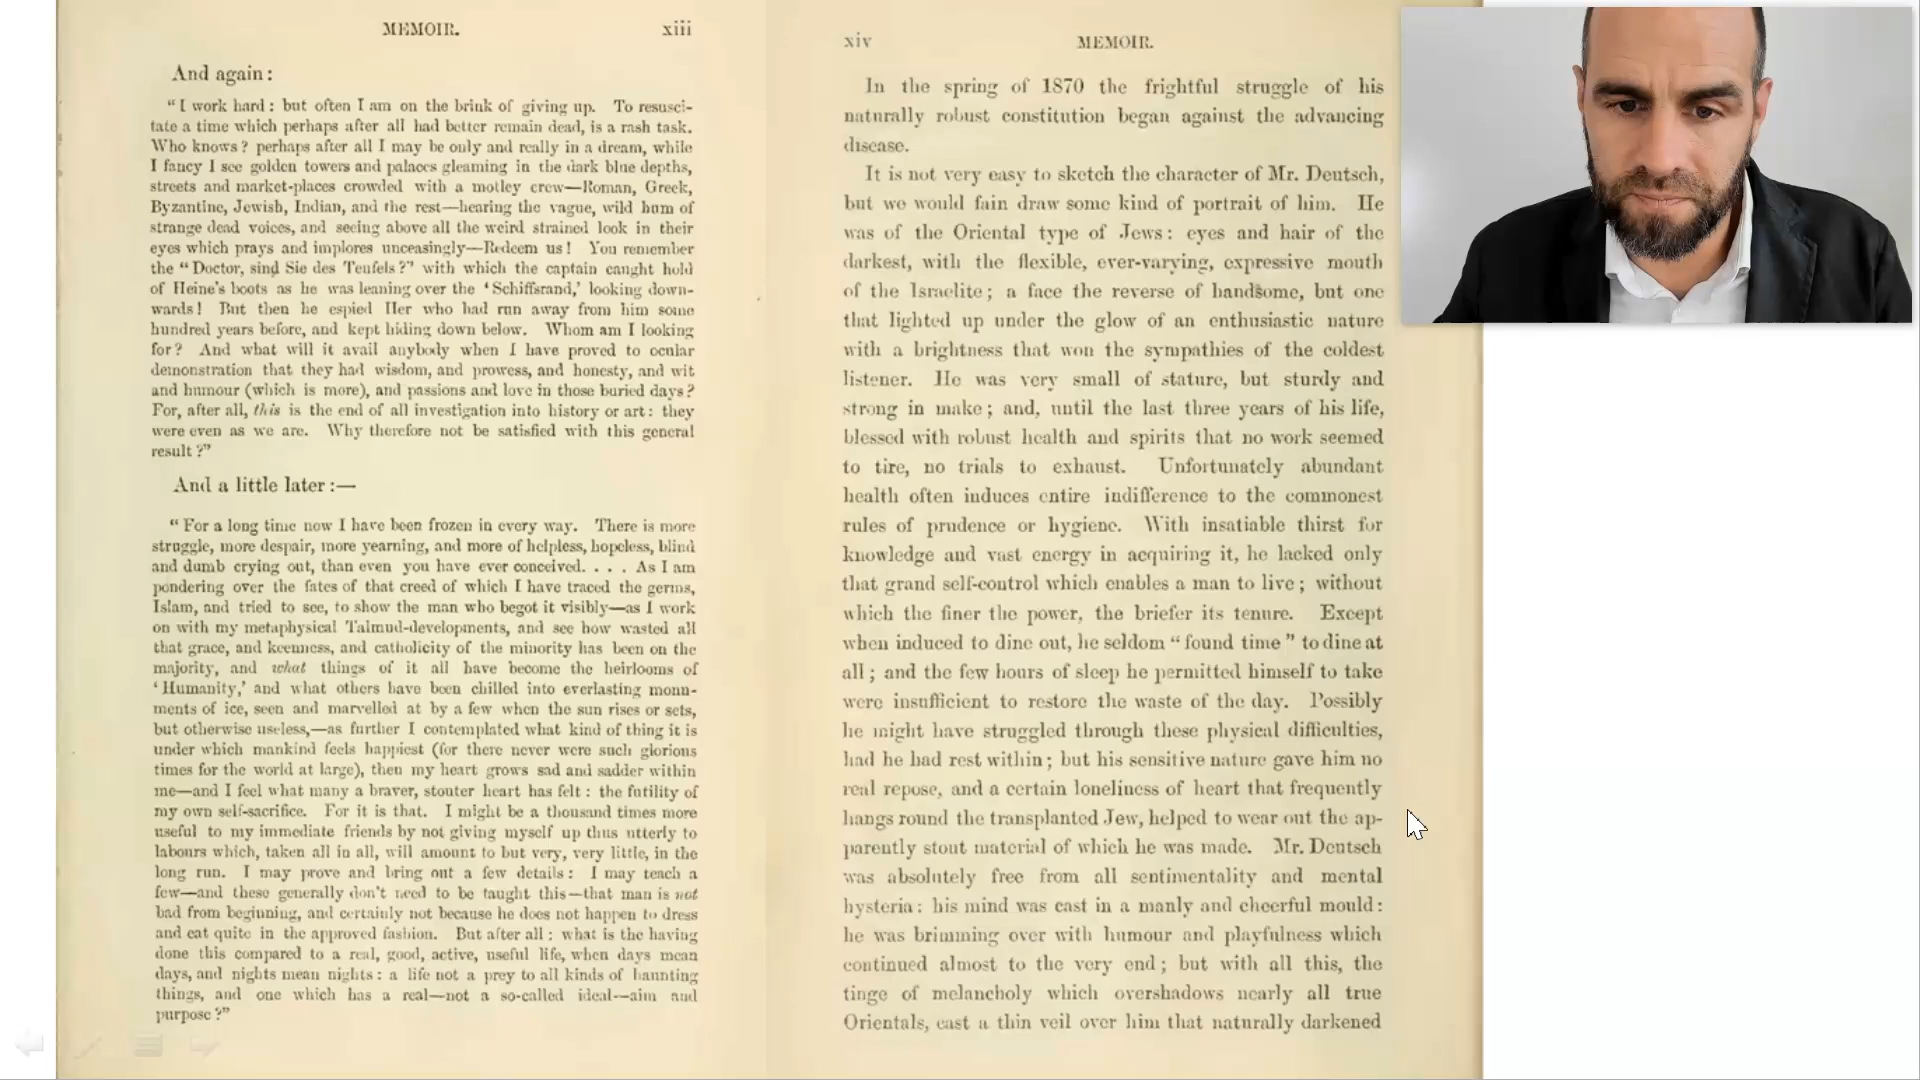 MEMOIR. xiii
And again:
"I work hard: but often I am on the brink of giving up. To resusci-
tate a time which perhaps after all had better remain dead, is a rash task.
Who knows? perhaps after all I may be only and really in a dream, while
I fancy I see golden towers and palaces gleaming in the dark blue depths,
streets and market-places crowded with a motley crew—Roman, Greek,
Byzantine, Jewish, Indian, and the rest—hearing the vague, wild hum of
strange dead voices, and seeing above all the weird strained look in their
eyes which prays and implores unceasingly—Redeem us! You remember
the "Doctor, sind Sie des Teufels?" with which the captain caught hold
of Heine's boots as he was leaning over the 'Schiffsrand,' looking down-
wards! But then he espied Her who had run away from him some
hundred years before, and kept hiding down below. Whom am I looking
for? And what will it avail anybody when I have proved to ocular
demonstration that they had wisdom, and prowess, and honesty, and wit
and humour (which is more), and passions and love in those buried days?
For, after all, this is the end of all investigation into history or art: they
were even as we are. Why therefore not be satisfied with this general
result?"
And a little later:—
"For a long time now I have been frozen in every way. There is more
struggle, more despair, more yearning, and more of helpless, hopeless, blind
and dumb crying out, than even you have ever conceived. . . . As I am
pondering over the fates of that creed of which I have traced the germs,
Islam, and tried to see, to show the man who begot it visibly—as I work
on with my metaphysical Talmud-developments, and see how wasted all
that grace, and keenness, and catholicity of the minority has been on the
majority, and what things of it all have become the heirlooms of
'Humanity,' and what others have been chilled into everlasting monu-
ments of ice, seen and marvelled at by a few when the sun rises or sets,
but otherwise useless,—as further I contemplated what kind of thing it is
under which mankind feels happiest (for there never were such glorious
times for the world at large), then my heart grows sad and sadder within
me—and I feel what many a braver, stouter heart has felt: the futility of
my own self-sacrifice. For it is that. I might be a thousand times more
useful to my immediate friends by not giving myself up thus utterly to
labours which, taken all in all, will amount to but very, very little, in the
long run. I may prove and bring out a few details: I may teach a
few—and these generally don't need to be taught this—that man is not
bad from beginning, and certainly not because he does not happen to dress
and eat quite in the approved fashion. But after all: what is the having
done this compared to a real, good, active, useful life, when days mean
days, and nights mean nights: a life not a prey to all kinds of haunting
things, and one which has a real—not a so-called ideal—aim and
purpose?"
xiv MEMOIR.
In the spring of 1870 the frightful struggle of his
naturally robust constitution began against the advancing
disease.
It is not very easy to sketch the character of Mr. Deutsch,
but we would fain draw some kind of portrait of him. He
was of the Oriental type of Jews: eyes and hair of the
darkest, with the flexible, ever-varying, expressive mouth
of the Israelite; a face the reverse of handsome, but one
that lighted up under the glow of an enthusiastic nature
with a brightness that won the sympathies of the coldest
listener. He was very small of stature, but sturdy and
strong in make; and, until the last three years of his life,
blessed with robust health and spirits that no work seemed
to tire, no trials to exhaust. Unfortunately abundant
health often induces entire indifference to the commonest
rules of prudence or hygiene. With insatiable thirst for
knowledge and vast energy in acquiring it, he lacked only
that grand self-control which enables a man to live; without
which the finer the power, the briefer its tenure. Except
when induced to dine out, he seldom "found time" to dine at
all; and the few hours of sleep he permitted himself to take
were insufficient to restore the waste of the day. Possibly
he might have struggled through these physical difficulties,
had he had rest within; but his sensitive nature gave him no
real repose, and a certain loneliness of heart that frequently
hangs round the transplanted Jew, helped to wear out the ap-
parently stout material of which he was made. Mr. Deutsch
was absolutely free from all sentimentality and mental
hysteria: his mind was cast in a manly and cheerful mould:
he was brimming over with humour and playfulness which
continued almost to the very end; but with all this, the
tinge of melancholy which overshadows nearly all true
Orientals, cast a thin veil over him that naturally darkened